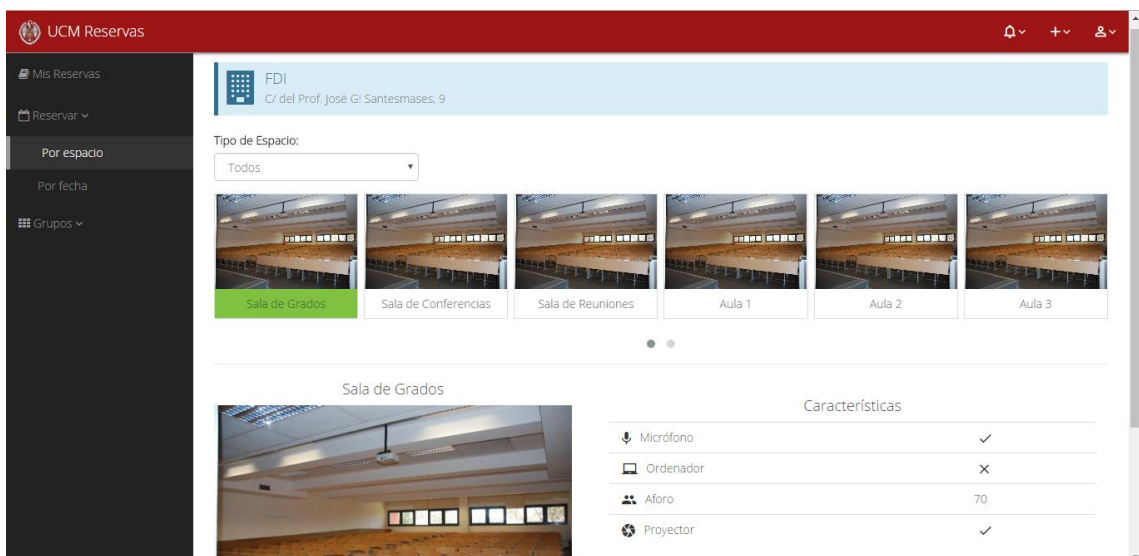 UCM Reservas
Mis Reservas
Reservar
Por espacio
Por fecha
Grupos
FDI
C/ del Prof. José G! Santesmases, 9
Tipo de Espacio:
Todos
Sala de Grados
Sala de Conferencias
Sala de Reuniones
Aula 1
Aula 2
Aula 3
Sala de Grados
Características
Micrófono
Ordenador
Aforo 70
Proyector